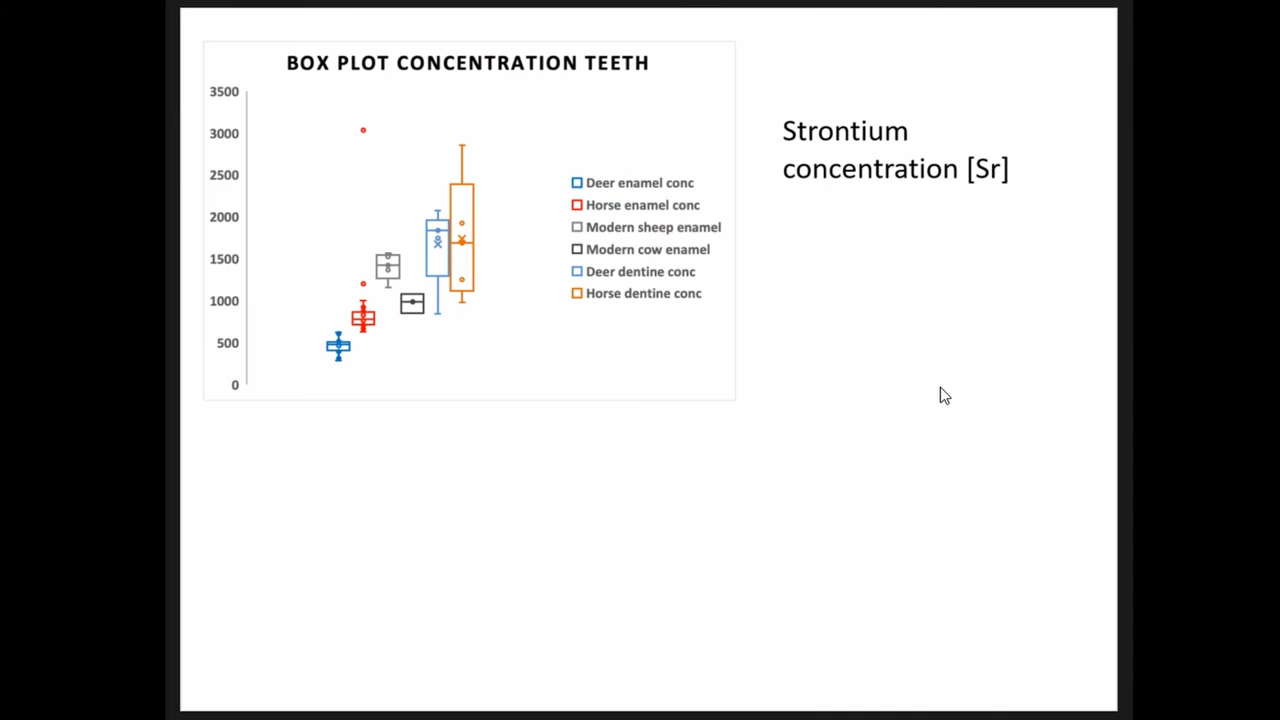 BOX PLOT CONCENTRATION TEETH
3500
3000
2500
2000
1500
1000
500
0
Deer enamel conc
Horse enamel conc
Modern sheep enamel
Modern cow enamel
Deer dentine conc
Horse dentine conc
Strontium
concentration [Sr]